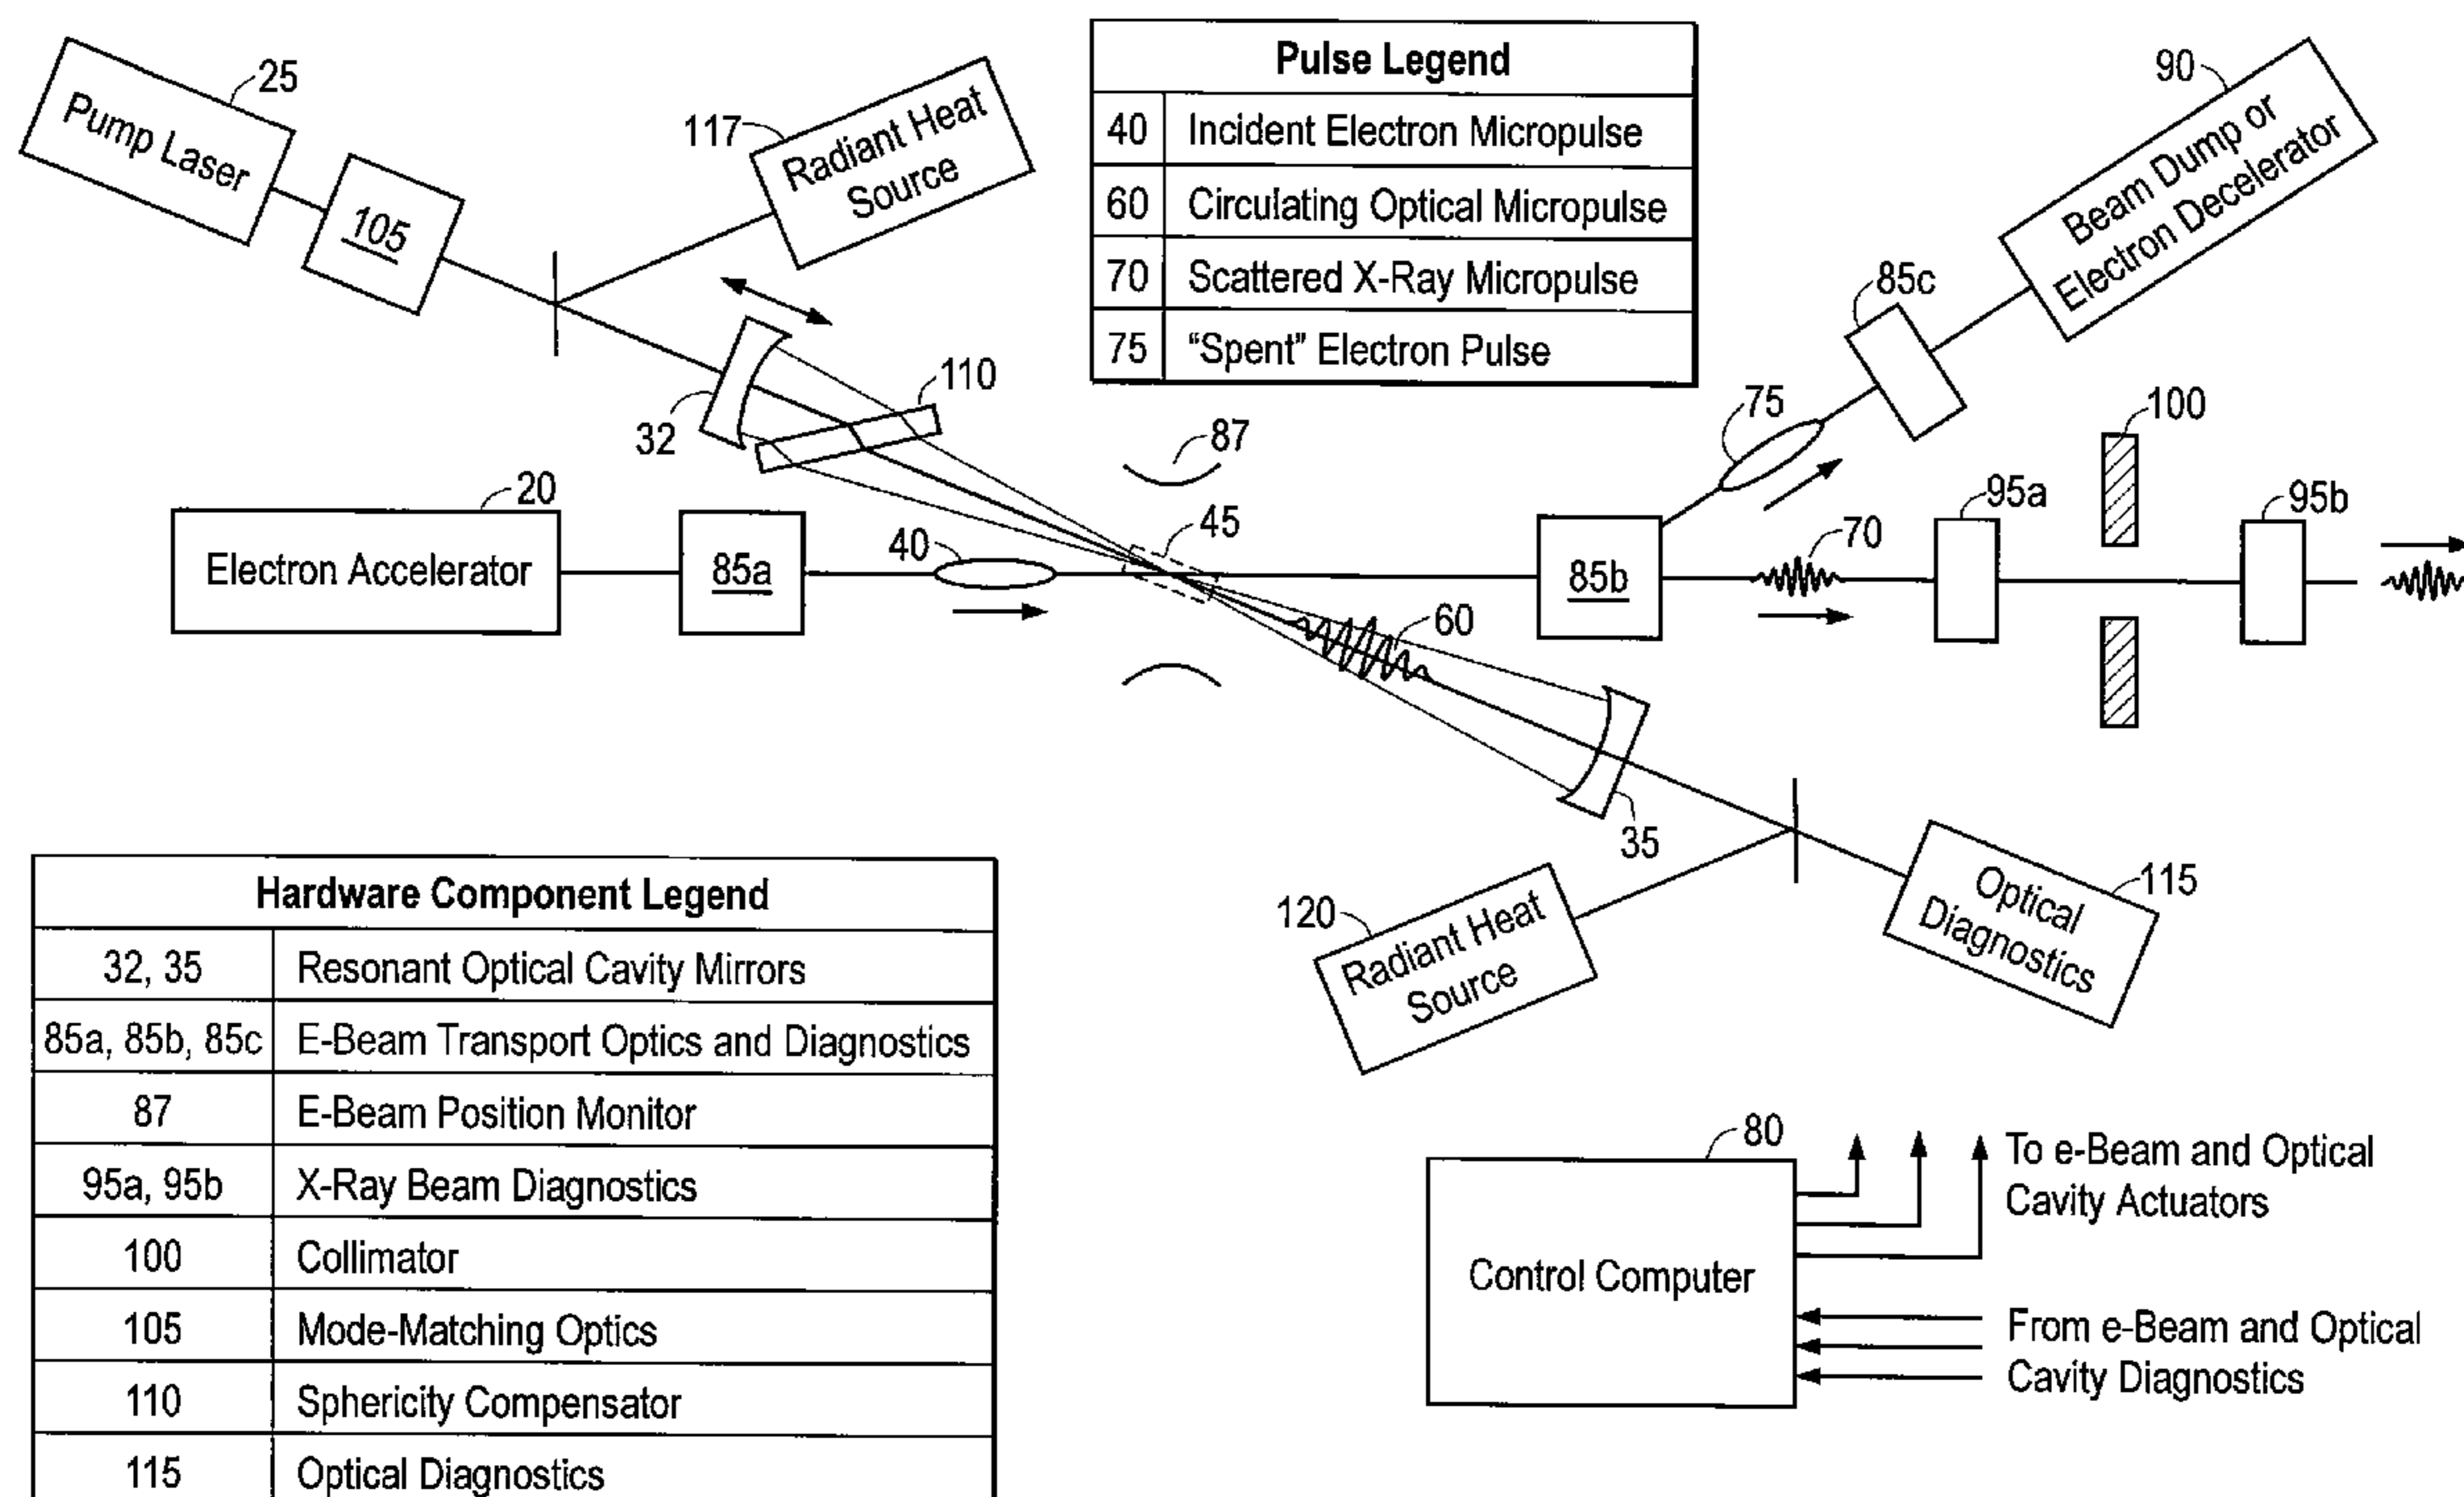 25
Pump Laser
105
117
Radiant Heat
Source
Pulse Legend
40 Incident Electron Micropulse
60 Circulating Optical Micropulse
70 Scattered X-Ray Micropulse
75 “Spent” Electron Pulse
90
Beam Dump or
Electron Decelerator
85c
75
100
32
110
87
20
Electron Accelerator
85a
40
45
60
85b
70
95a
95b
35
120
Radiant Heat
Source
Optical
Diagnostics
115
Hardware Component Legend
32, 35 Resonant Optical Cavity Mirrors
85a, 85b, 85c E-Beam Transport Optics and Diagnostics
87 E-Beam Position Monitor
95a, 95b X-Ray Beam Diagnostics
100 Collimator
105 Mode-Matching Optics
110 Sphericity Compensator
115 Optical Diagnostics
80
Control Computer
To e-Beam and Optical
Cavity Actuators
From e-Beam and Optical
Cavity Diagnostics